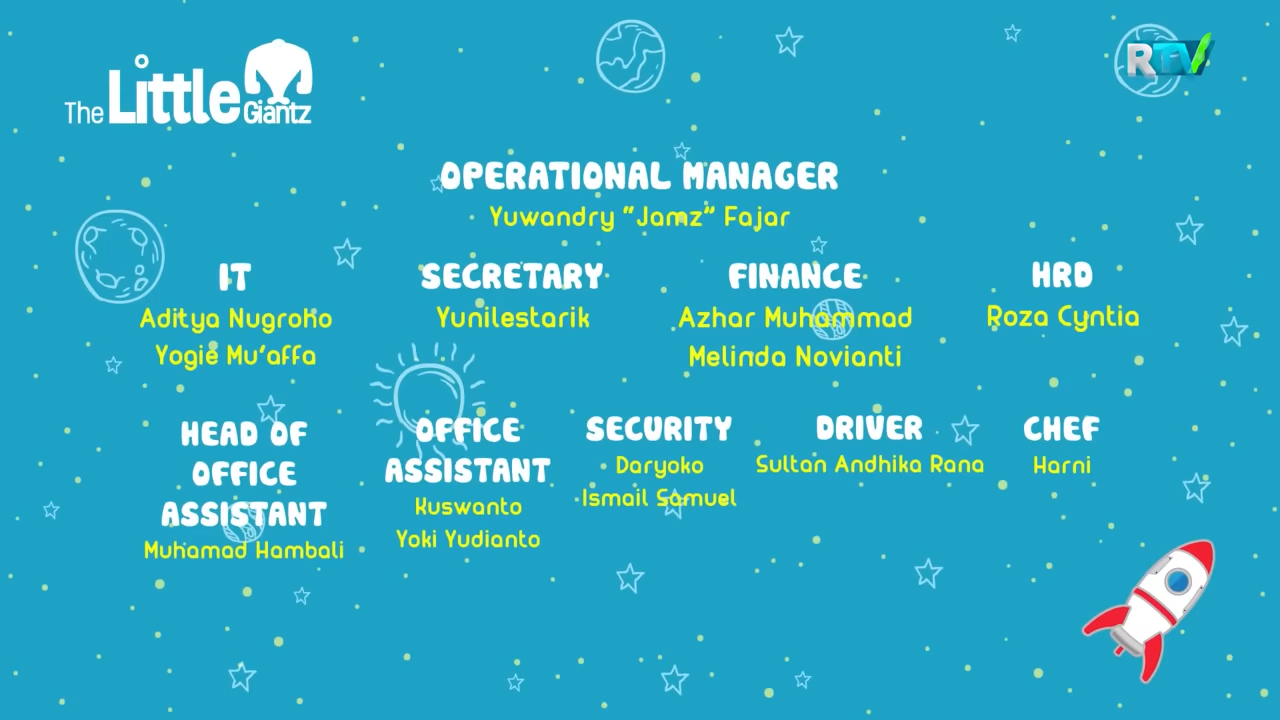 The Little Giantz
RTV
OPERATIONAL MANAGER
Yuwandry "Jamz" Fajar
IT
Aditya Nugroho
Yogie Mu'affa
SECRETARY
Yunilestarik
FINANCE
Azhar Muhammad
Melinda Novianti
HRD
Roza Cyntia
HEAD OF
OFFICE
ASSISTANT
Muhamad Hambali
OFFICE
ASSISTANT
Kuswanto
Yoki Yudianto
SECURITY
Daryoko
Ismail Samuel
DRIVER
Sultan Andhika Rana
CHEF
Harni